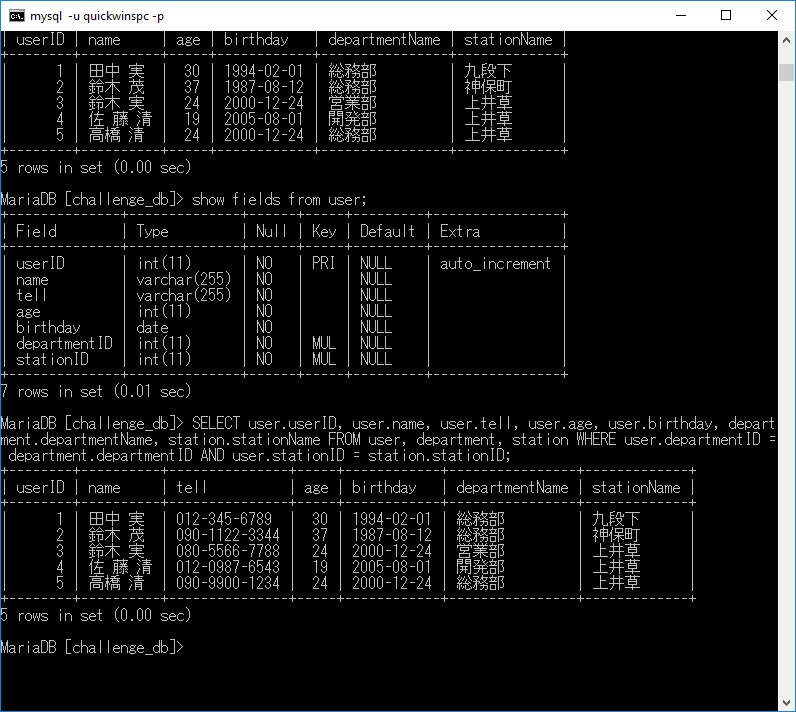 mysql -u quickwinspc -p
| userID | name | age | birthday | departmentName | stationName |
+--------+----------+-----+------------+----------------+-------------+
| 1 | 田中 実 | 30 | 1994-02-01 | 総務部 | 九段下 |
| 2 | 鈴木 茂 | 37 | 1987-08-12 | 総務部 | 神保町 |
| 3 | 鈴木 実 | 24 | 2000-12-24 | 営業部 | 上井草 |
| 4 | 佐 藤 清 | 19 | 2005-08-01 | 開発部 | 上井草 |
| 5 | 高橋 清 | 24 | 2000-12-24 | 総務部 | 上井草 |
+--------+----------+-----+------------+----------------+-------------+
5 rows in set (0.00 sec)
MariaDB [challenge_db]> show fields from user;
+--------------+--------------+------+-----+---------+----------------+
| Field | Type | Null | Key | Default | Extra |
+--------------+--------------+------+-----+---------+----------------+
| userID | int(11) | NO | PRI | NULL | auto_increment |
| name | varchar(255) | NO | | NULL | |
| tell | varchar(255) | NO | | NULL | |
| age | int(11) | NO | | NULL | |
| birthday | date | NO | | NULL | |
| departmentID | int(11) | NO | MUL | NULL | |
| stationID | int(11) | NO | MUL | NULL | |
+--------------+--------------+------+-----+---------+----------------+
7 rows in set (0.01 sec)
MariaDB [challenge_db]> SELECT user.userID, user.name, user.tell, user.age, user.birthday, depart
ment.departmentName, station.stationName FROM user, department, station WHERE user.departmentID =
department.departmentID AND user.stationID = station.stationID;
+--------+----------+---------------+-----+------------+----------------+-------------+
| userID | name | tell | age | birthday | departmentName | stationName |
+--------+----------+---------------+-----+------------+----------------+-------------+
| 1 | 田中 実 | 012-345-6789 | 30 | 1994-02-01 | 総務部 | 九段下 |
| 2 | 鈴木 茂 | 090-1122-3344 | 37 | 1987-08-12 | 総務部 | 神保町 |
| 3 | 鈴木 実 | 080-5566-7788 | 24 | 2000-12-24 | 営業部 | 上井草 |
| 4 | 佐 藤 清 | 012-0987-6543 | 19 | 2005-08-01 | 開発部 | 上井草 |
| 5 | 高橋 清 | 090-9900-1234 | 24 | 2000-12-24 | 総務部 | 上井草 |
+--------+----------+---------------+-----+------------+----------------+-------------+
5 rows in set (0.00 sec)
MariaDB [challenge_db]>